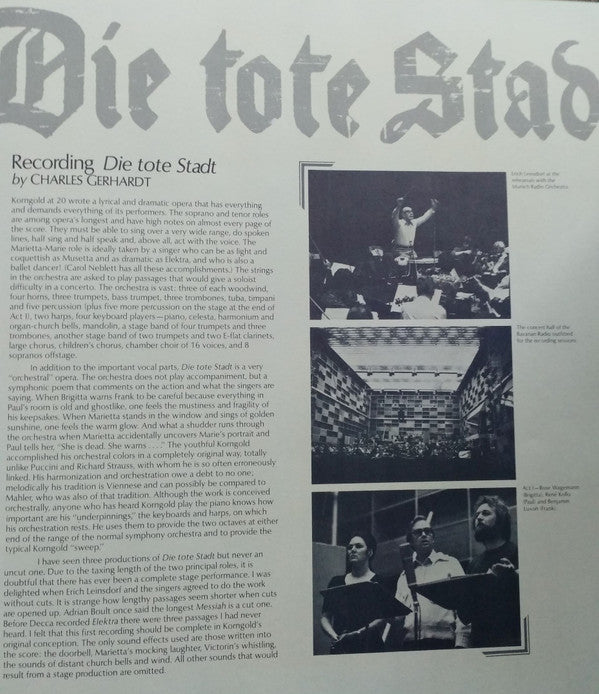 Die tote Stad
Recording Die tote Stadt
by CHARLES GERHARDT
Korngold at 20 wrote a lyrical and dramatic opera that has everything
and demands everything of its performers. The soprano and tenor roles
are among opera's longest and have high notes on almost every page of
the score. They must be able to sing over a very wide range, do spoken
lines, half sing and half speak and, above all, act with the voice. The
Marietta-Marie role is ideally taken by a singer who can be as light and
coquettish as Musetta and as dramatic as Elektra, and who is also a
ballet dancer! (Carol Neblett has all these accomplishments.) The strings
in the orchestra are asked to play passages that would give a soloist
difficulty in a concerto. The orchestra is vast: three of each woodwind,
four horns, three trumpets, bass trumpet, three trombones, tuba, timpani
and five percussion (plus five more percussion on the stage at the end of
Act I), two harps, four keyboard players—piano, celesta, harmonium and
organ-church bells, mandolin, a stage band of four trumpets and three
trombones, another stage band of two trumpets and two E-flat clarinets,
large chorus, children's chorus, chamber choir of 16 voices, and 8
sopranos offstage.
In addition to the important vocal parts, Die tote Stadt is a very
"orchestral" opera. The orchestra does not play accompaniment, but a
symphonic poem that comments on the action and what the singers are
saying. When Brigitta warns Frank to be careful because everything in
Paul's room is old and ghostlike, one feels the mustiness and fragility of
his keepsakes. When Marietta stands in the window and sings of golden
sunshine, one feels the warm glow. And what a shudder runs through
the orchestra when Marietta accidentally uncovers Marie's portrait and
Paul tells her, "She is dead. She warns . . . ." The youthful Korngold
accomplished his orchestral colors in a completely original way, totally
unlike Puccini and Richard Strauss, with whom he is so often erroneously
linked. His harmonization and orchestration owe a debt to no one;
melodically his tradition is Viennese and can possibly be compared to
Mahler, who was also of that tradition. Although the work is conceived
orchestrally, anyone who has heard Korngold play the piano knows how
important are his "underpinnings," the keyboards and harps, on which
his orchestration rests. He uses them to provide the two octaves at either
end of the range of the normal symphony orchestra and to provide the
typical Korngold "sweep."
I have seen three productions of Die tote Stadt but never an
uncut one. Due to the taxing length of the two principal roles, it is
doubtful that there has ever been a complete stage performance. I was
delighted when Erich Leinsdorf and the singers agreed to do the work
without cuts. It is strange how lengthy passages seem shorter when cuts
are opened up. Adrian Boult once said the longest Messiah is a cut one.
Before Decca recorded Elektra there were three passages I had never
heard. I felt that this first recording should be complete in Korngold's
original conception. The only sound effects used are those written into
the score: the doorbell, Marietta's mocking laughter, Victorin's whistling,
the sounds of distant church bells and wind. All other sounds that would
result from a stage production are omitted.
Erich Leinsdorf at the
rehearsals with the
Munich Radio Orchestra.
The concert hall of the
Bavarian Radio outfitted
for the recording sessions.
ACT I—Rose Wagemann
(Brigitta), René Kollo
(Paul) and Benjamin
Luxon (Frank).